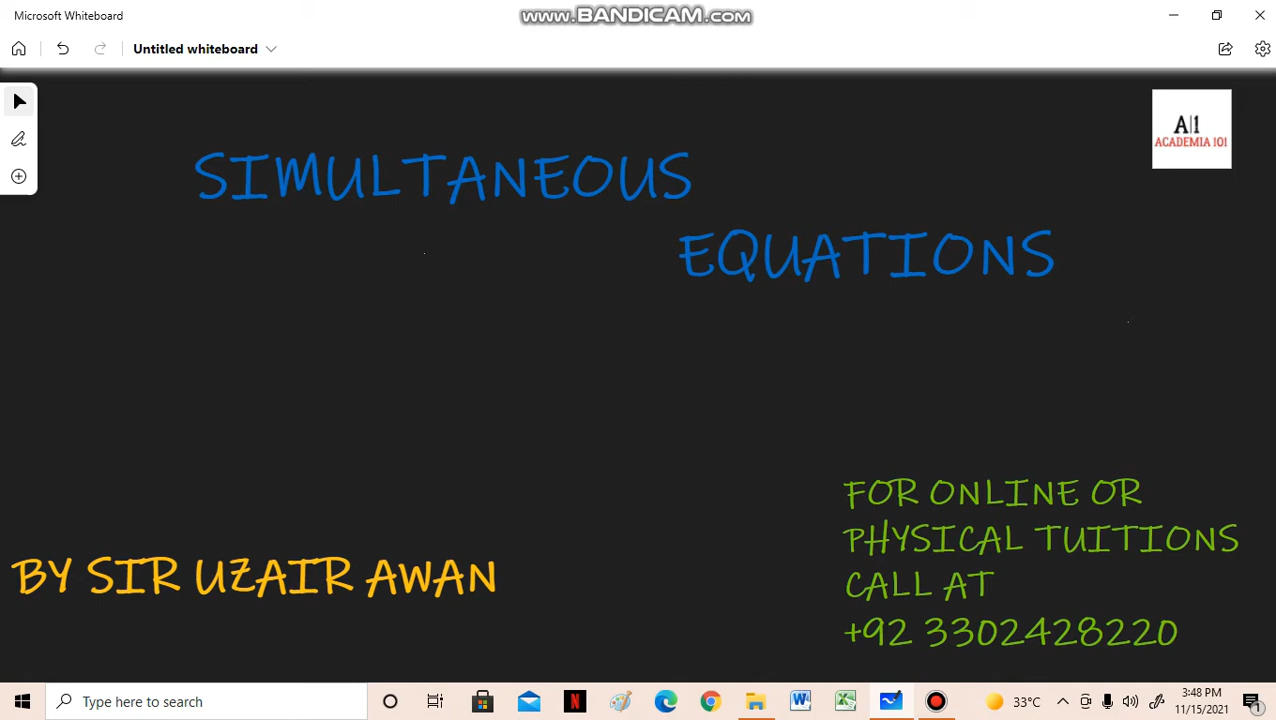 Microsoft Whiteboard
www.BANDICAM.com
Untitled whiteboard
A|1
ACADEMIA 101
SIMULTANEOUS
EQUATIONS
FOR ONLINE OR
PHYSICAL TUITIONS
CALL AT
+92 3302428220
BY SIR UZAIR AWAN
Type here to search
33°C
3:48 PM
11/15/2021
1